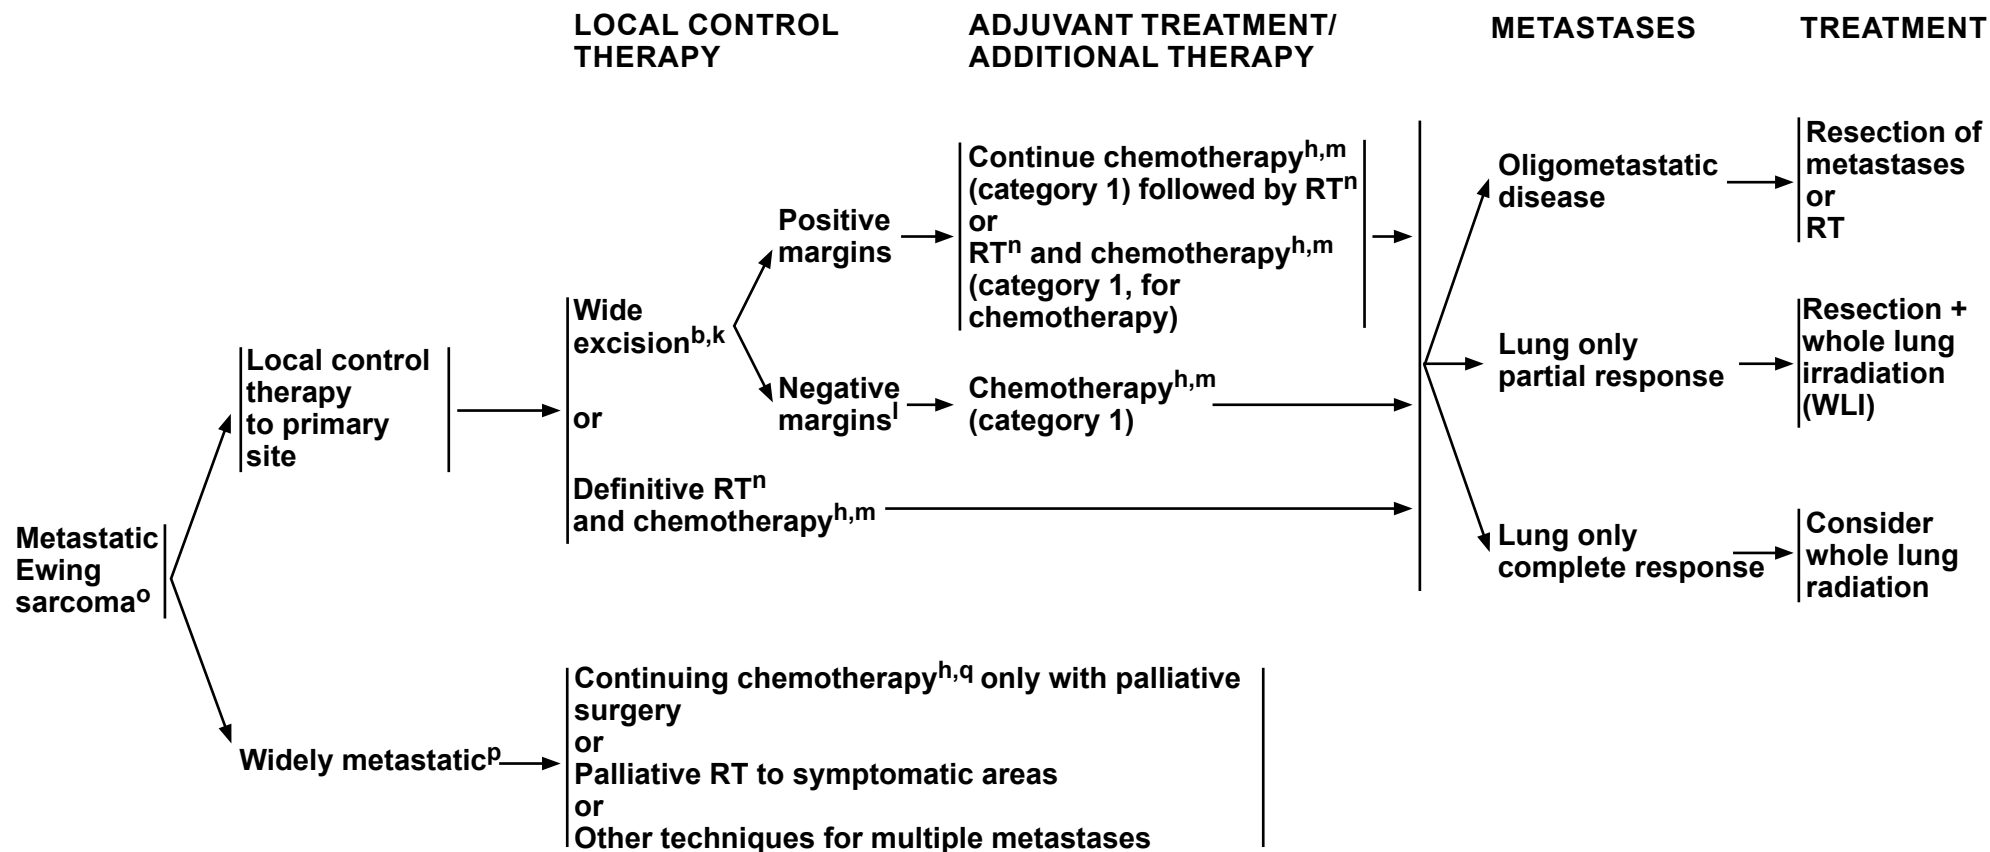 LOCAL CONTROL
THERAPY
ADJUVANT TREATMENT/
ADDITIONAL THERAPY
METASTASES
TREATMENT
Metastatic
Ewing
sarcomaᵒ
Local control
therapy
to primary
site
Wide
excisionᵇ,ᵏ
or
Definitive RTⁿ
and chemotherapyʰ,ᵐ
Positive
margins
Negative
marginsˡ
Continue chemotherapyʰ,ᵐ
(category 1) followed by RTⁿ
or
RTⁿ and chemotherapyʰ,ᵐ
(category 1, for
chemotherapy)
Chemotherapyʰ,ᵐ
(category 1)
Oligometastatic
disease
Resection of
metastases
or
RT
Lung only
partial response
Resection +
whole lung
irradiation
(WLI)
Lung only
complete response
Consider
whole lung
radiation
Widely metastaticᵖ
Continuing chemotherapyʰ,q only with palliative
surgery
or
Palliative RT to symptomatic areas
or
Other techniques for multiple metastases